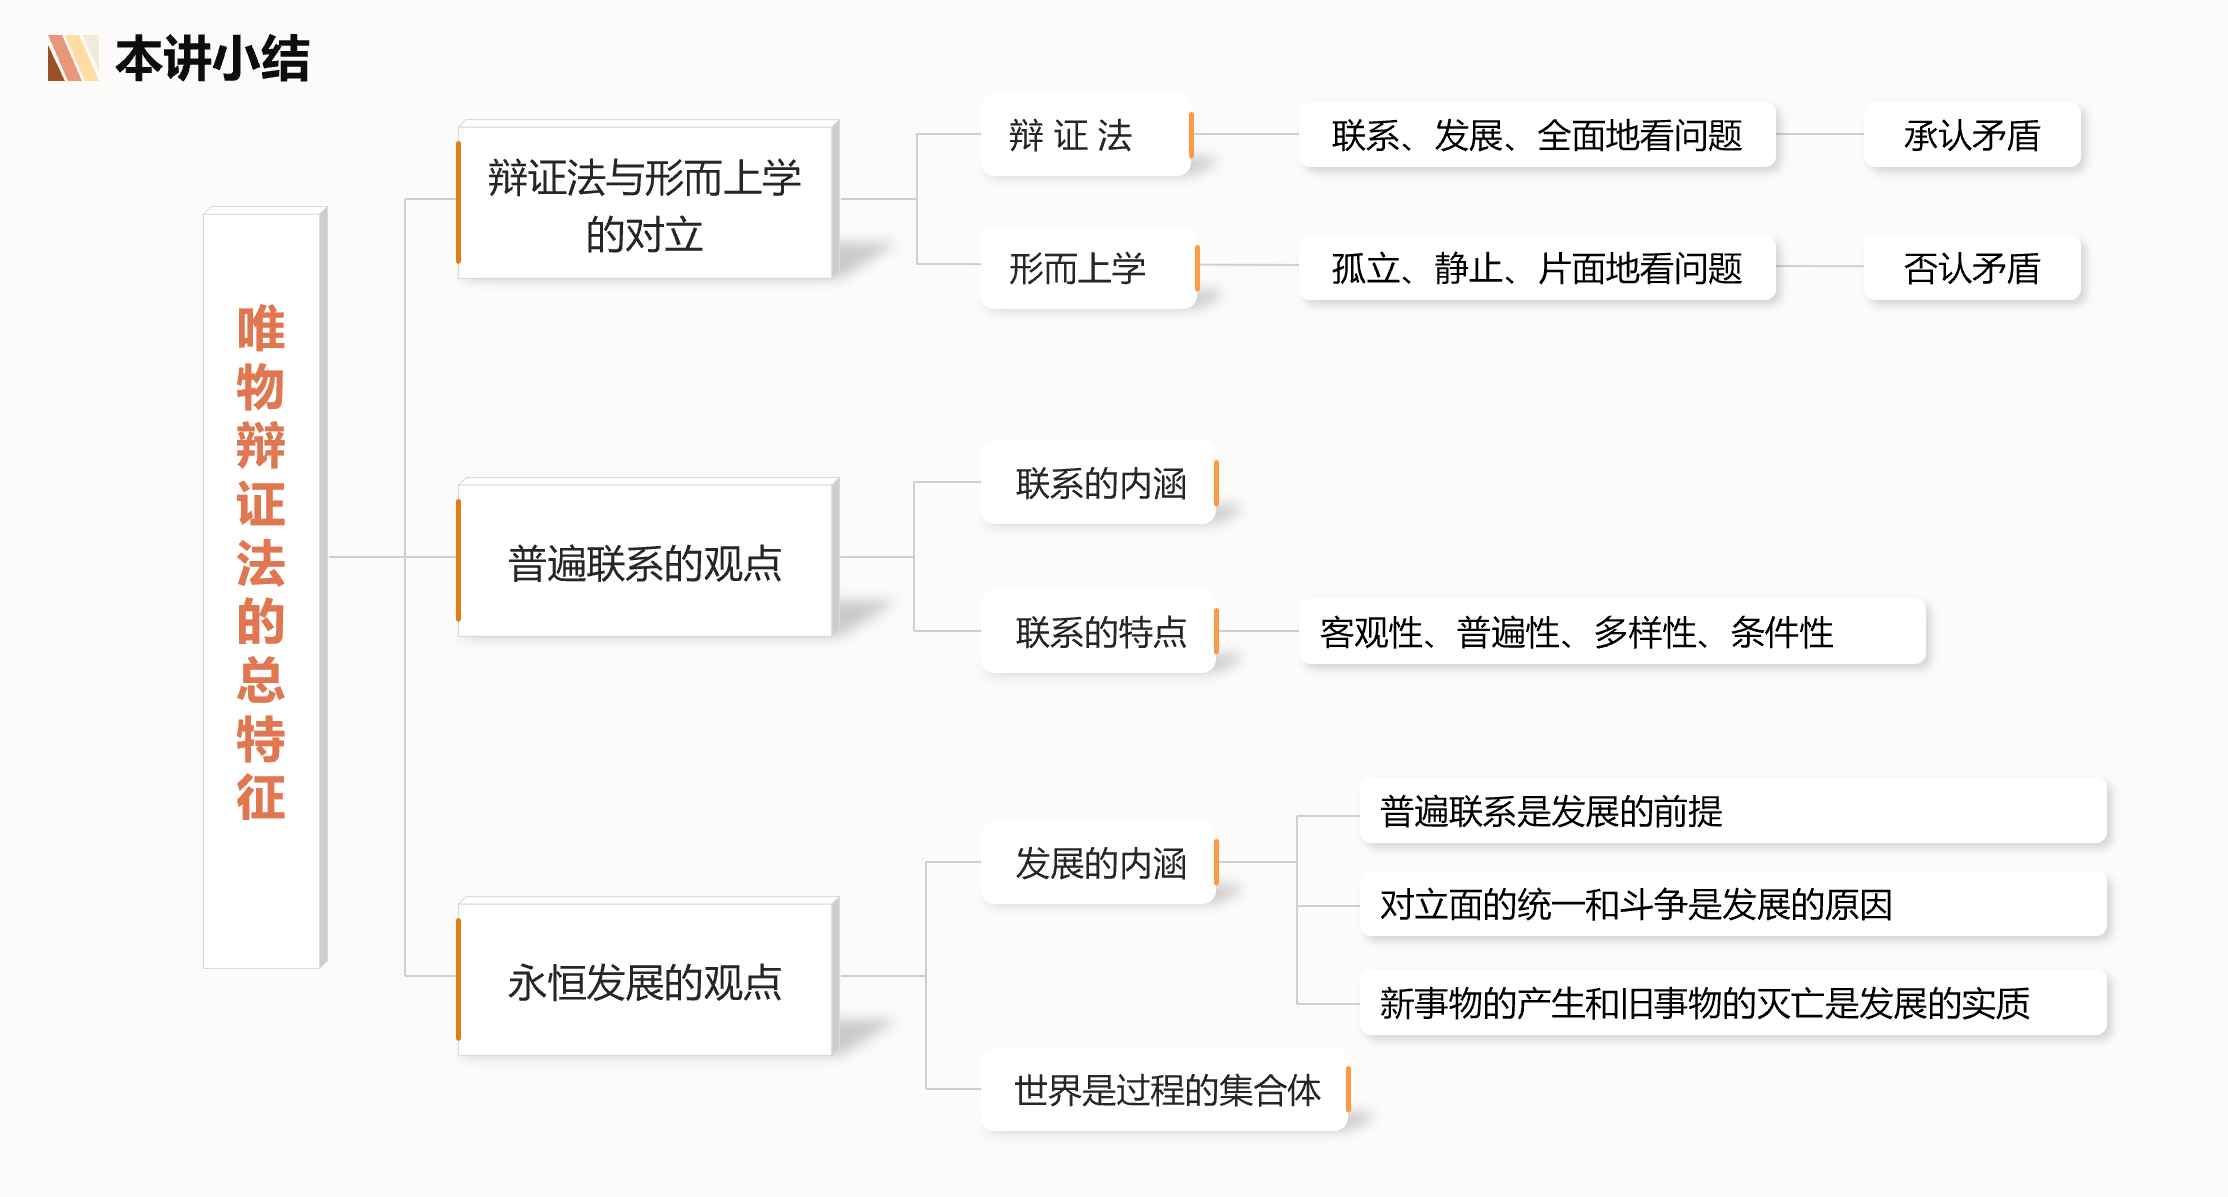 本讲小结
唯物辩证法的总特征
辩证法与形而上学
的对立
辩 证 法
联系、发展、全面地看问题
承认矛盾
形而上学
孤立、静止、片面地看问题
否认矛盾
普遍联系的观点
联系的内涵
联系的特点
客观性、普遍性、多样性、条件性
永恒发展的观点
发展的内涵
普遍联系是发展的前提
对立面的统一和斗争是发展的原因
新事物的产生和旧事物的灭亡是发展的实质
世界是过程的集合体